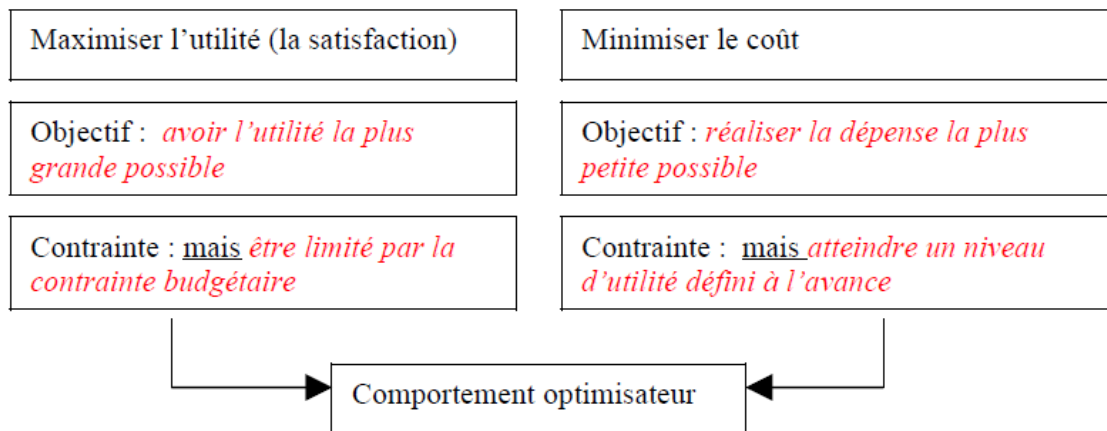 Maximiser l’utilité (la satisfaction)
Minimiser le coût
Objectif : avoir l’utilité la plus
grande possible
Objectif : réaliser la dépense la plus
petite possible
Contrainte : mais être limité par la
contrainte budgétaire
Contrainte : mais atteindre un niveau
d’utilité défini à l’avance
Comportement optimisateur